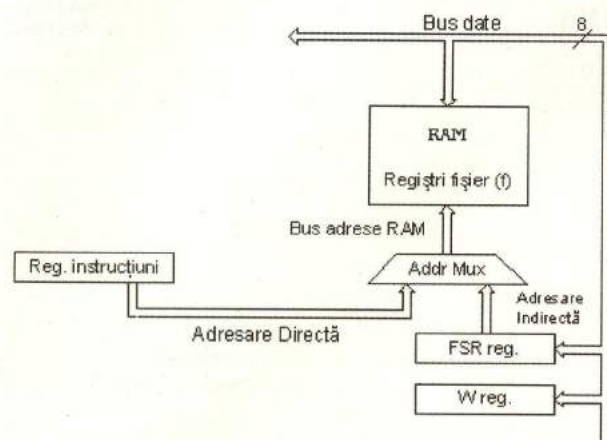 Bus date
8
RAM
Regiştri fişier (f)
Bus adrese RAM
Reg. instrucţiuni
Addr Mux
Adresare Directă
Adresare
Indirectă
FSR reg.
W reg.